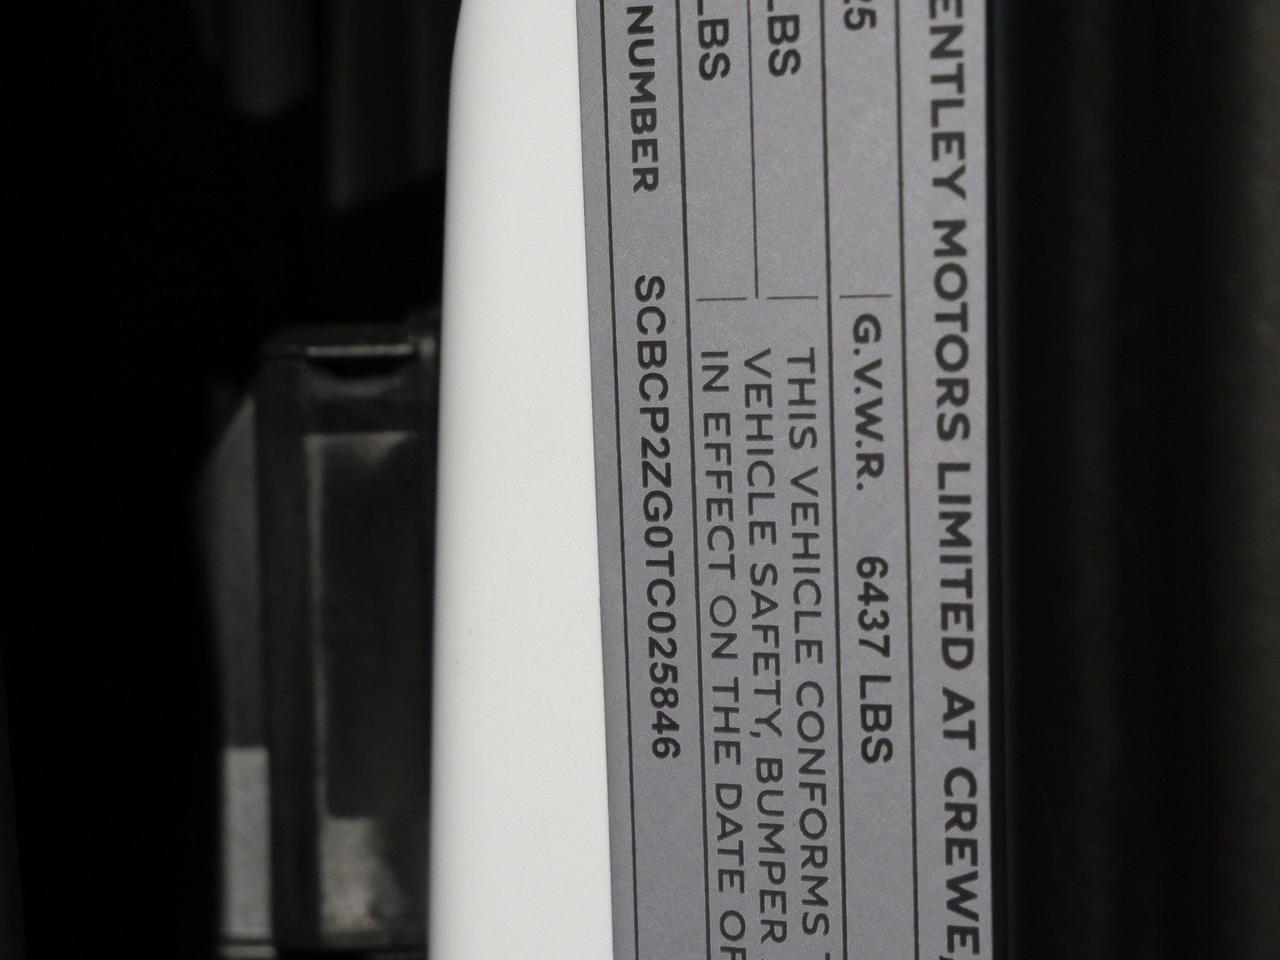 ENTLEY MOTORS LIMITED AT CREWE,
25
G.V.W.R. 6437 LBS
LBS
THIS VEHICLE CONFORMS
VEHICLE SAFETY, BUMPER
LBS
IN EFFECT ON THE DATE OF
NUMBER SCBCP2ZG0TC025846